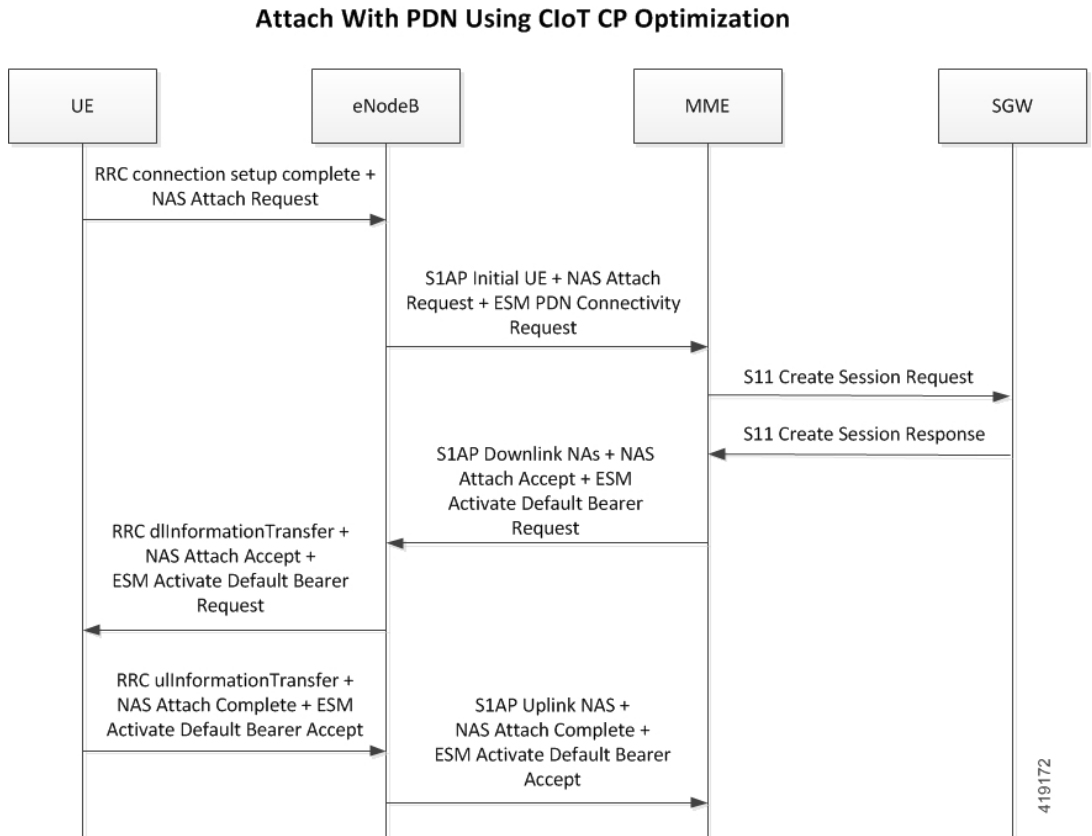 Attach With PDN Using CIoT CP Optimization
UE
eNodeB
MME
SGW
RRC connection setup complete +
NAS Attach Request
S1AP Initial UE + NAS Attach
Request + ESM PDN Connectivity
Request
S11 Create Session Request
S11 Create Session Response
S1AP Downlink NAs + NAS
Attach Accept + ESM
Activate Default Bearer
Request
RRC dlInformationTransfer +
NAS Attach Accept +
ESM Activate Default Bearer
Request
RRC ulInformationTransfer +
NAS Attach Complete + ESM
Activate Default Bearer Accept
S1AP Uplink NAS +
NAS Attach Complete +
ESM Activate Default Bearer
Accept
419172